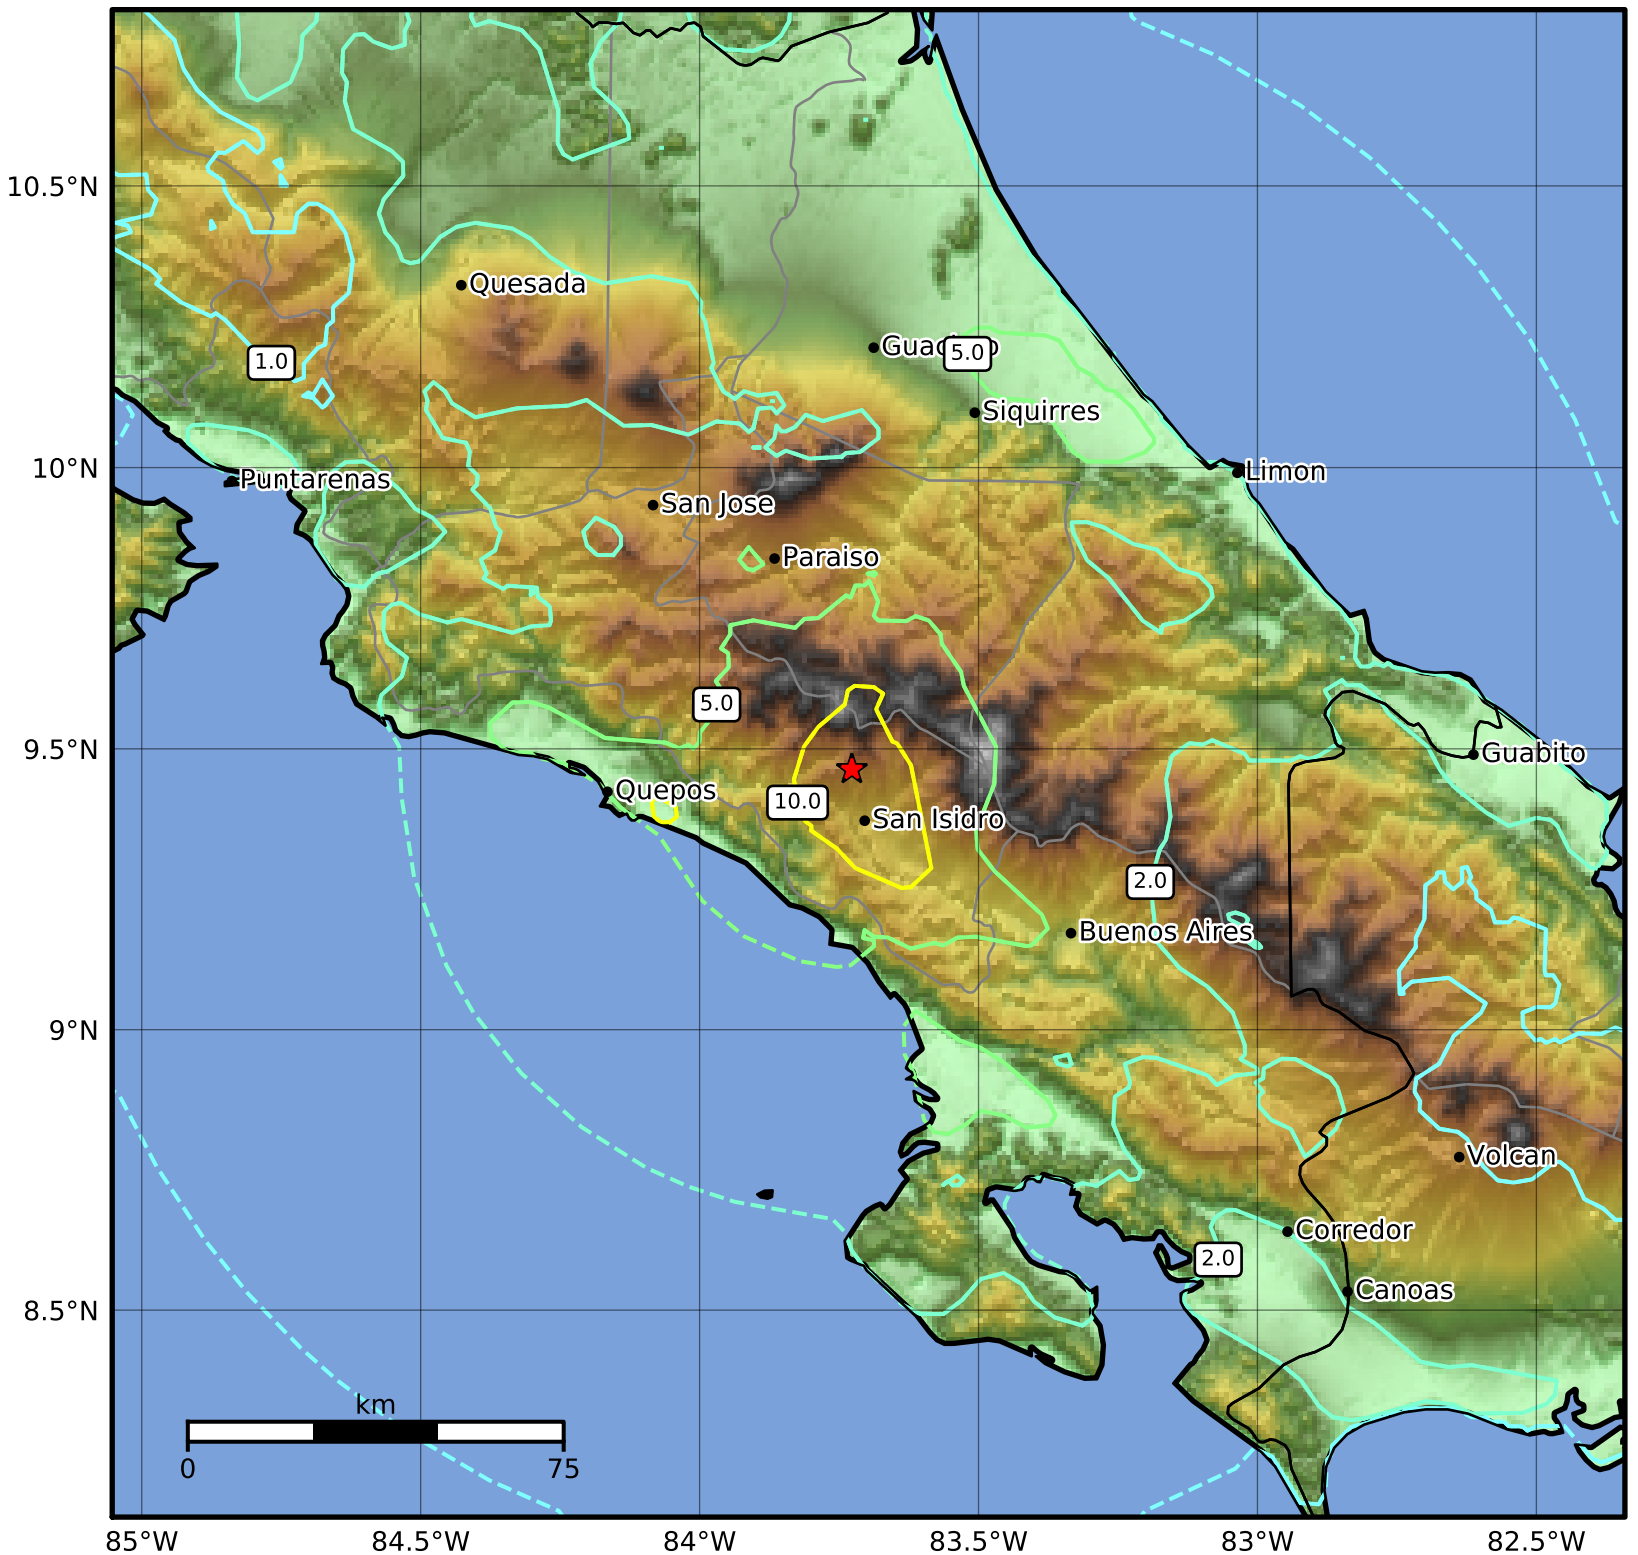 10.5°N
Quesada
Gua
5.0
1.0
Siquirres
10°N
Puntarenas
Limon
San Jose
Paraiso
5.0
9.5°N
Guabito
Quepos
10.0
San Isidro
2.0
Buenos Aires
9°N
Volcan
Corredor
2.0
Canoas
8.5°N
km
0
75
85°W
84.5°W
84°W
83.5°W
83°W
82.5°W